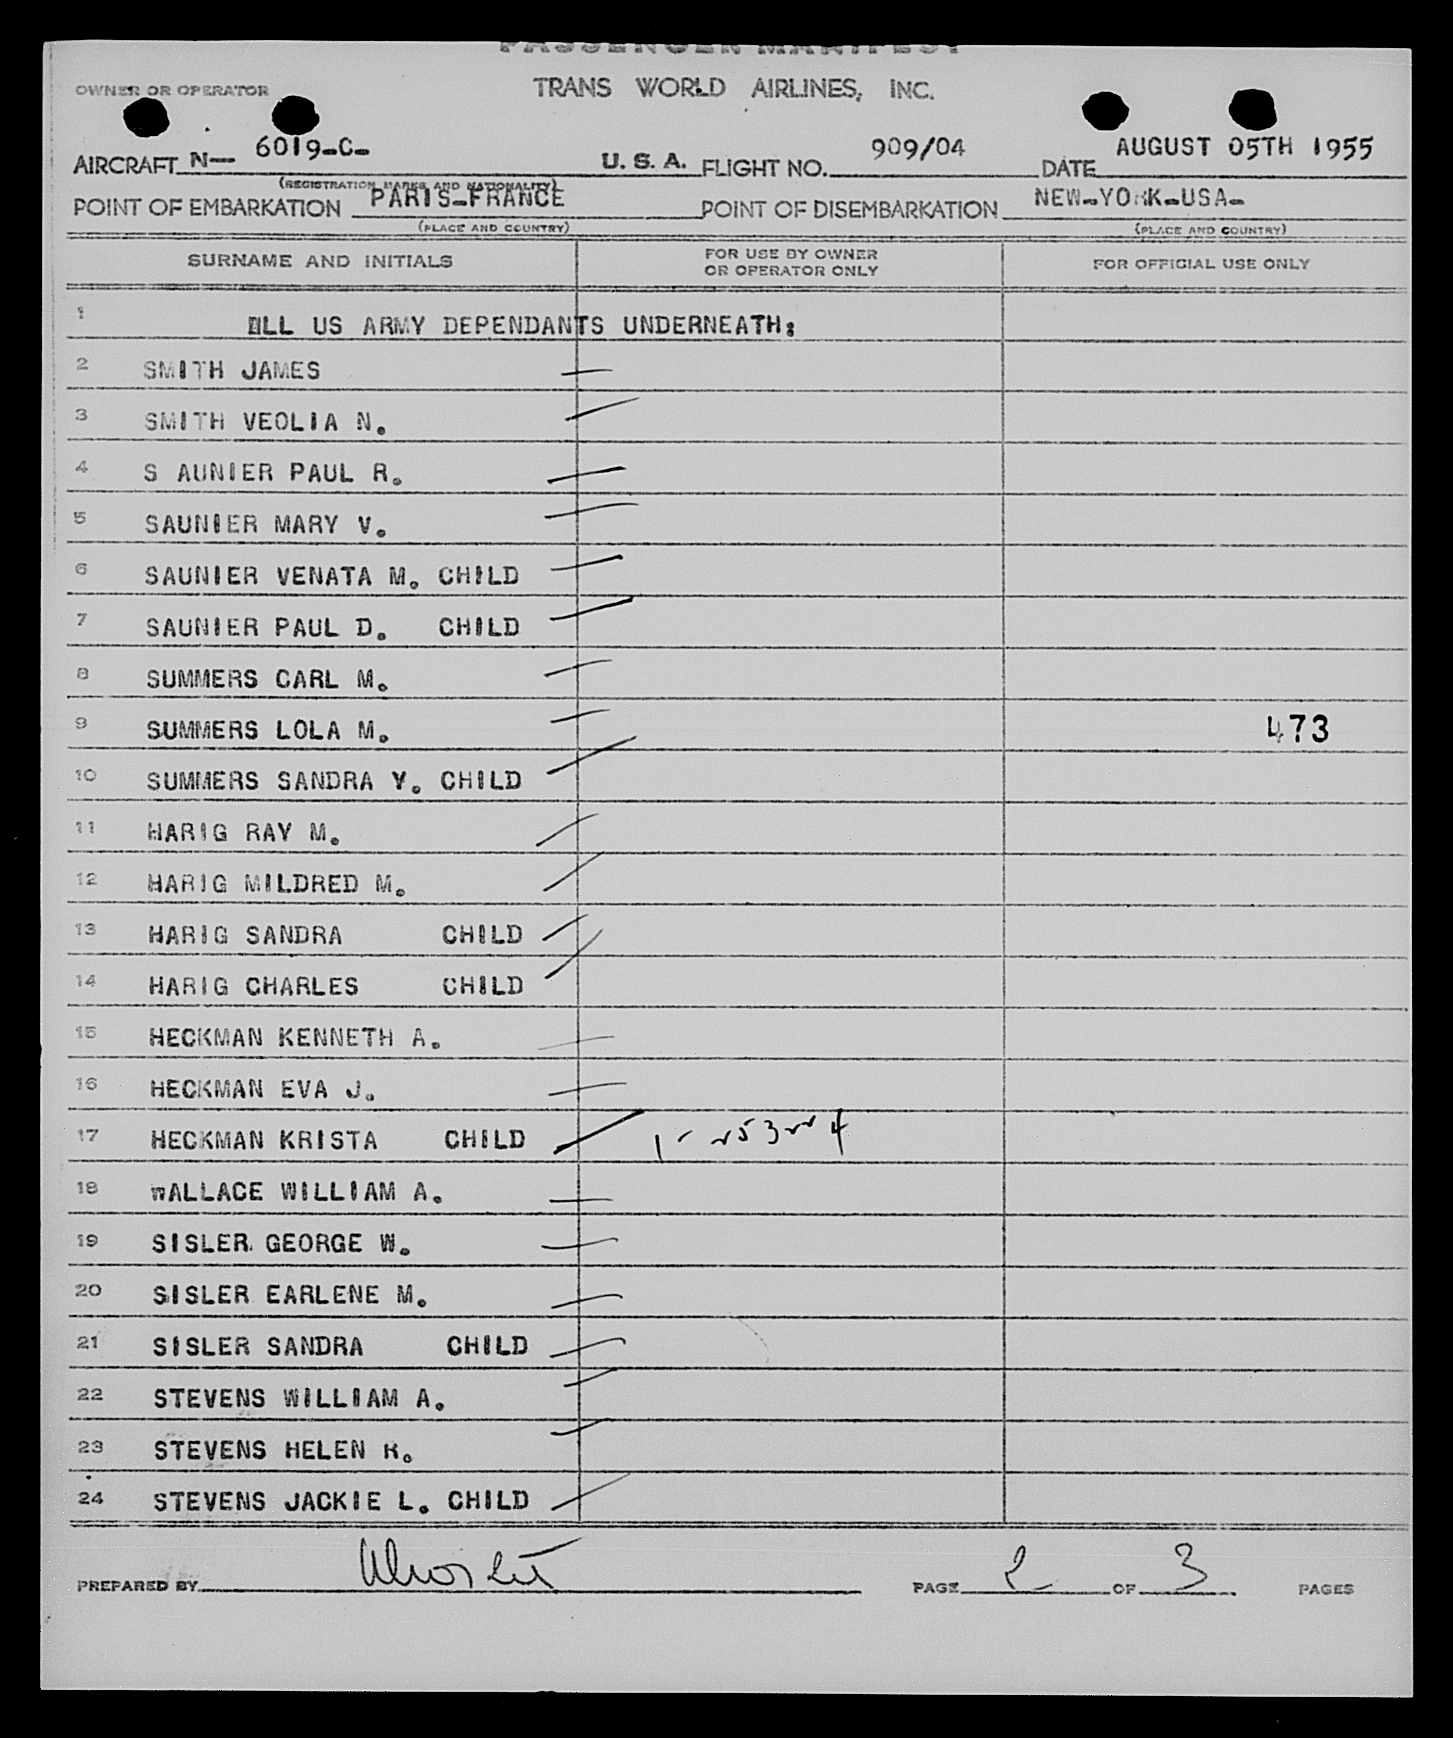 PASSENGER MANIFEST
OWNER OR OPERATOR TRANS WORLD AIRLINES, INC.
AIRCRAFT N— 6019-C- U. S. A. FLIGHT NO. 909/04 DATE AUGUST 05TH 1955
(REGISTRATION MARKS AND NATIONALITY)
POINT OF EMBARKATION PARIS-FRANCE POINT OF DISEMBARKATION NEW-YORK-USA-
(PLACE AND COUNTRY) (PLACE AND COUNTRY)
SURNAME AND INITIALS FOR USE BY OWNER OR OPERATOR ONLY FOR OFFICIAL USE ONLY
1 ALL US ARMY DEPENDANTS UNDERNEATH:
2 SMITH JAMES
3 SMITH VEOLIA N.
4 S AUNIER PAUL R.
5 SAUNIER MARY V.
6 SAUNIER VENATA M. CHILD
7 SAUNIER PAUL D. CHILD
8 SUMMERS CARL M.
9 SUMMERS LOLA M. 473
10 SUMMERS SANDRA Y. CHILD
11 HARIG RAY M.
12 HARIG MILDRED M.
13 HARIG SANDRA CHILD
14 HARIG CHARLES CHILD
15 HECKMAN KENNETH A.
16 HECKMAN EVA J.
17 HECKMAN KRISTA CHILD
18 WALLACE WILLIAM A.
19 SISLER GEORGE W.
20 SISLER EARLENE M.
21 SISLER SANDRA CHILD
22 STEVENS WILLIAM A.
23 STEVENS HELEN R.
24 STEVENS JACKIE L. CHILD
PREPARED BY PAGE 2 OF 3 PAGES